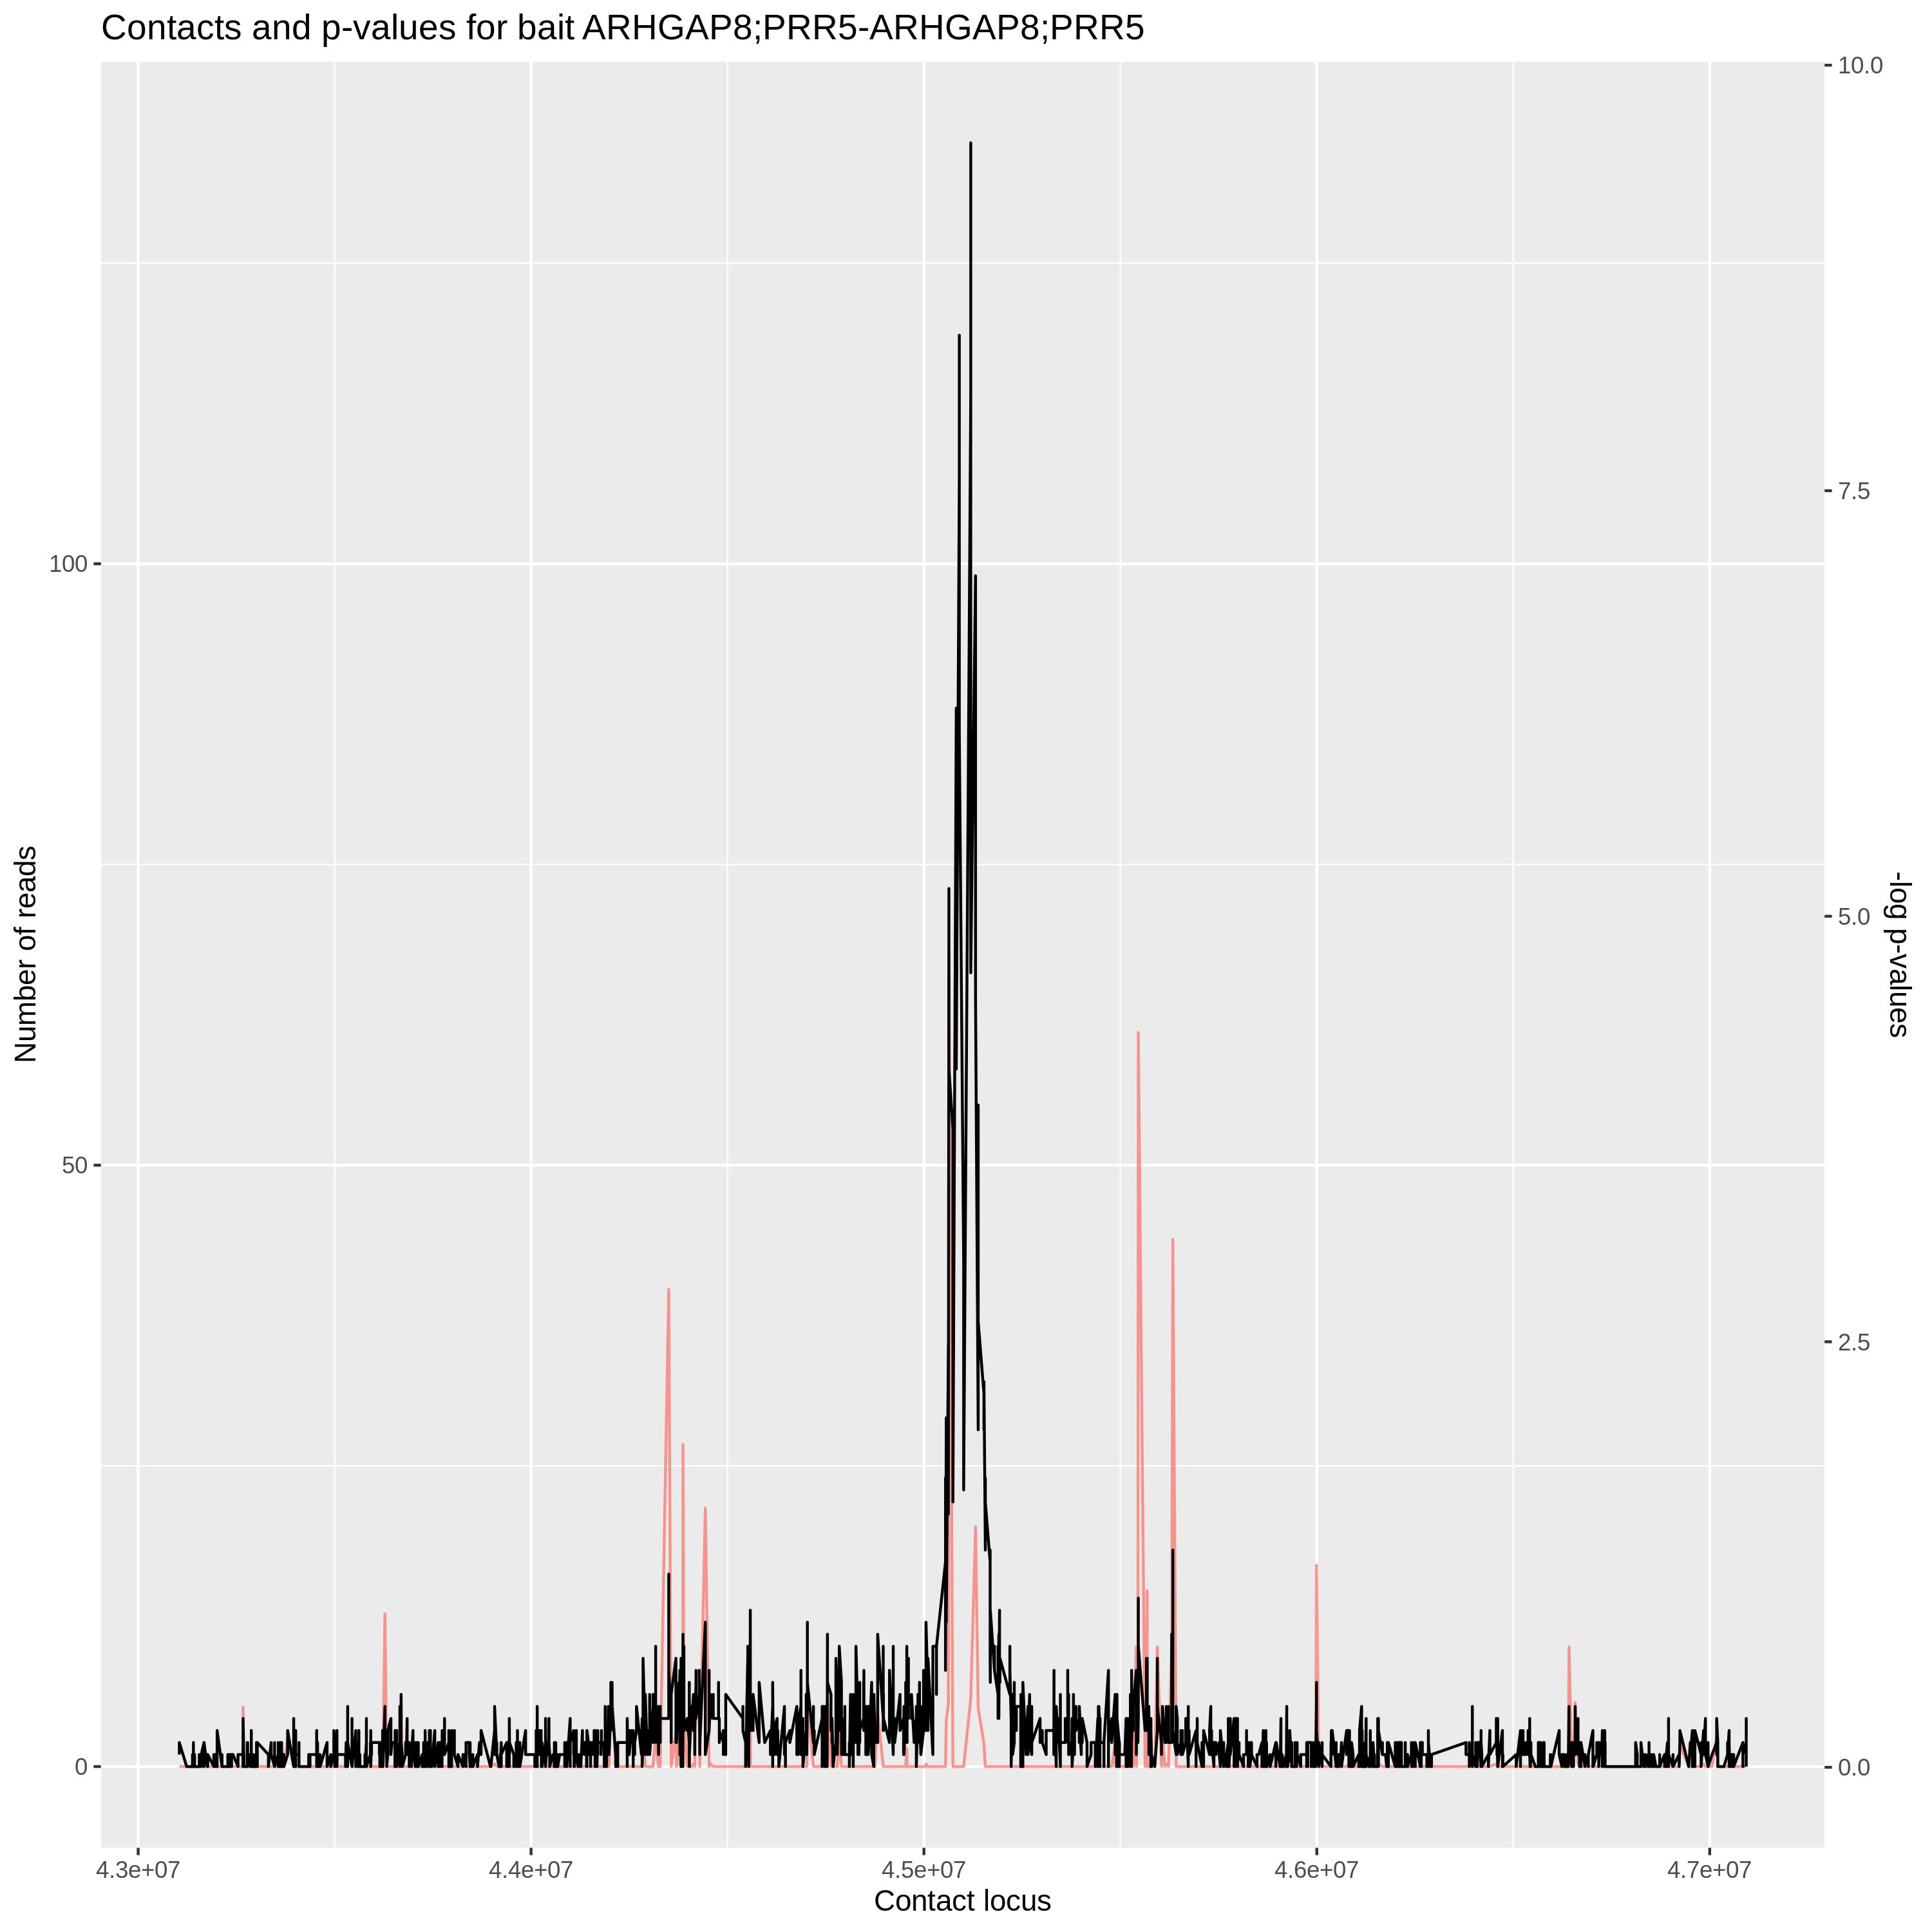 Contacts and p-values for bait ARHGAP8;PRR5-ARHGAP8;PRR5
10.0
7.5
100
5.0
50
2.5
0
0.0
Number of reads
-log p-values
4.3e+07 4.4e+07 4.5e+07 4.6e+07 4.7e+07
Contact locus